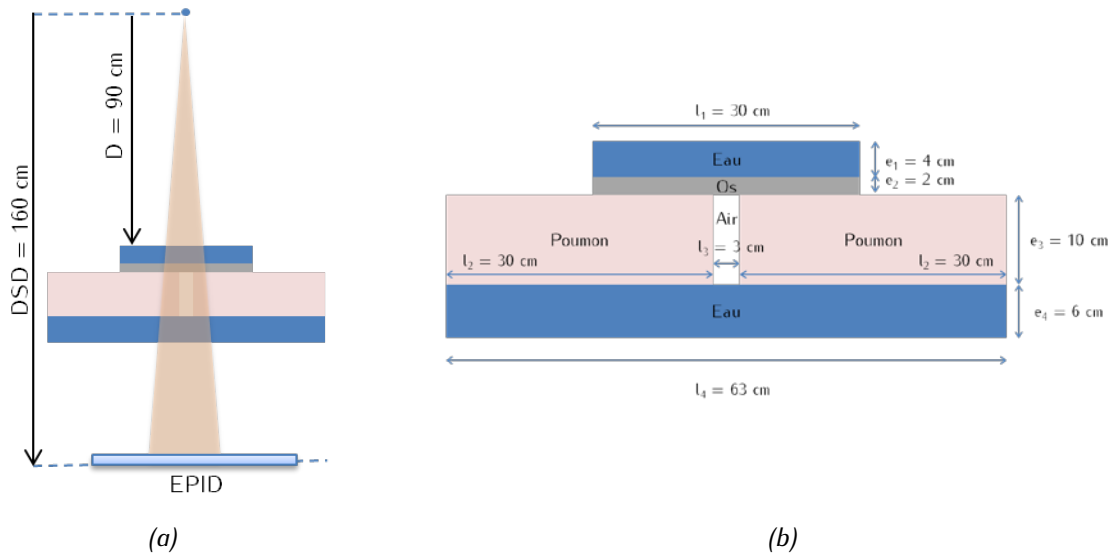 DSD = 160 cm
D = 90 cm
EPID
(a)
l₁ = 30 cm
Eau
e₁ = 4 cm
Os
e₂ = 2 cm
Air
Poumon
Poumon
l₃ = 3 cm
e₃ = 10 cm
l₂ = 30 cm
l₂ = 30 cm
Eau
e₄ = 6 cm
l₄ = 63 cm
(b)